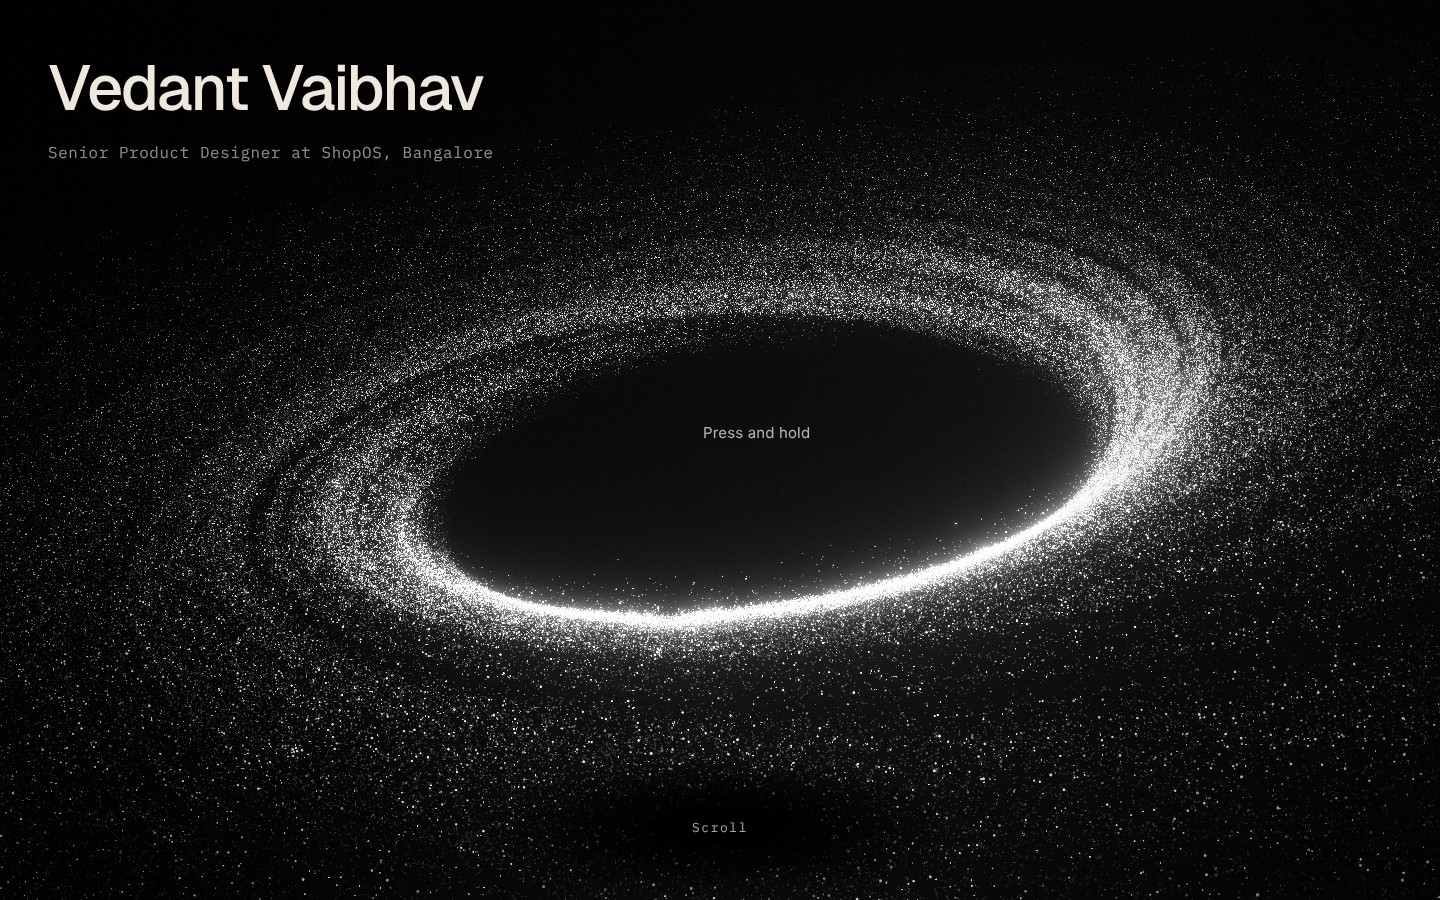 Vedant Vaibhav
Senior Product Designer at ShopOS, Bangalore
Press and hold
Scroll